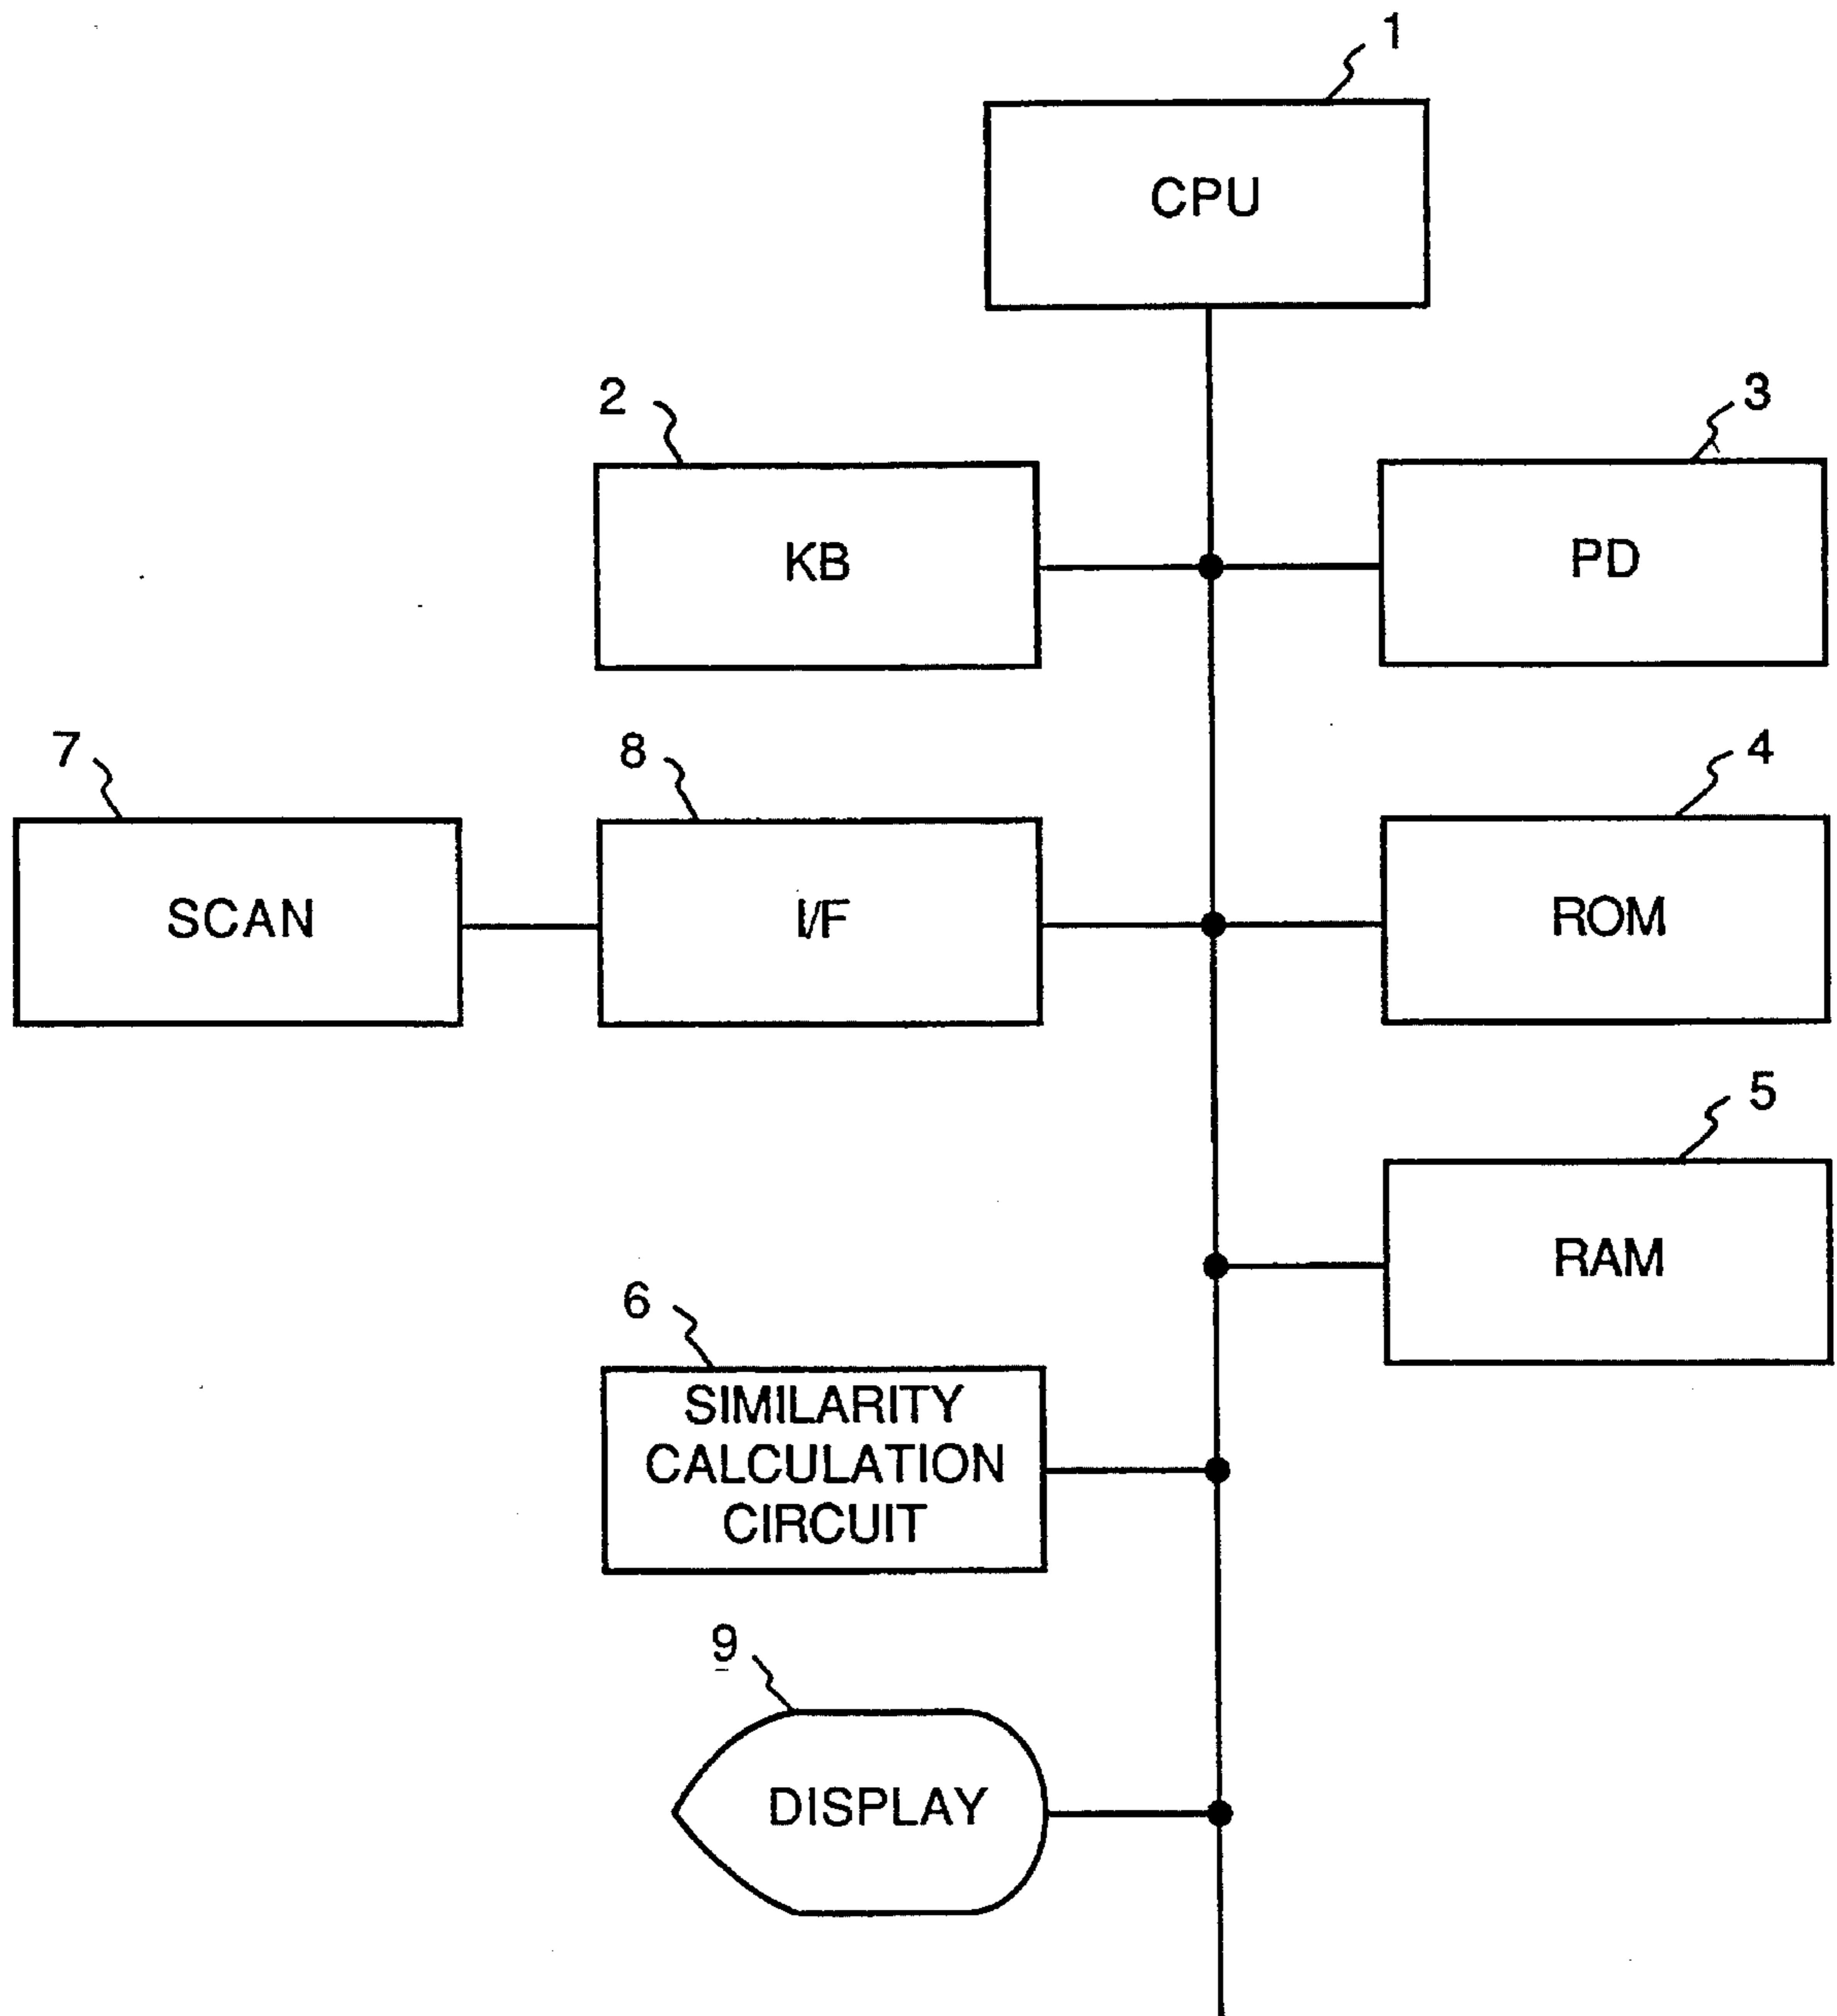 1
CPU
2
3
KB
PD
7
8
4
SCAN
I/F
ROM
5
RAM
6
SIMILARITY
CALCULATION
CIRCUIT
9
DISPLAY